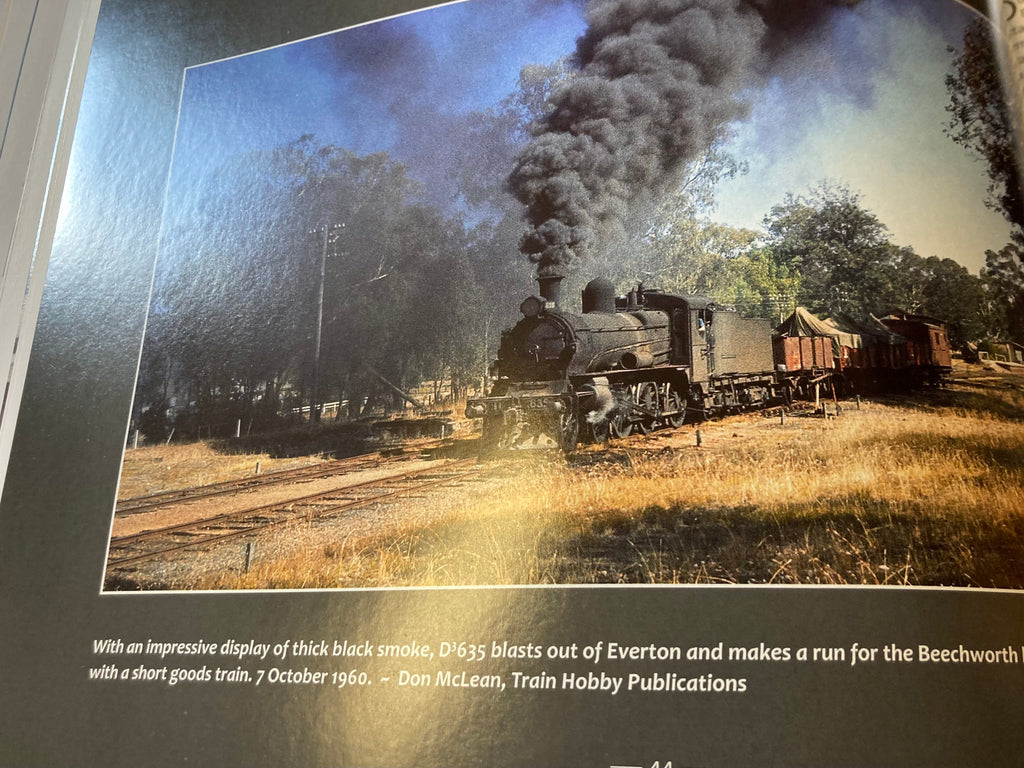 With an impressive display of thick black smoke, D³635 blasts out of Everton and makes a run for the Beechworth
with a short goods train. 7 October 1960. ~ Don McLean, Train Hobby Publications
44